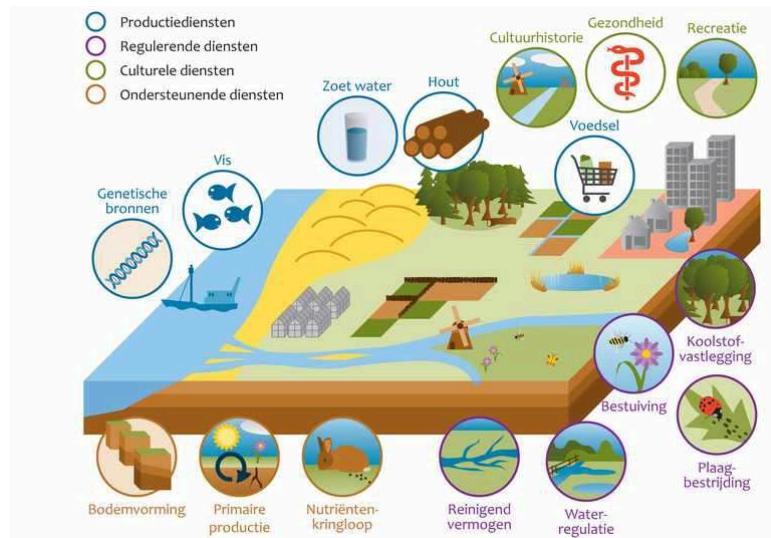 Productiediensten
Regulerende diensten
Culturele diensten
Ondersteunende diensten
Cultuurhistorie
Gezondheid
Recreatie
Zoet water
Hout
Voedsel
Vis
Genetische
bronnen
Koolstof-
vastlegging
Bestuiving
Plaag-
bestrijding
Bodemvorming
Primaire
productie
Nutriënten-
kringloop
Reinigend
vermogen
Water-
regulatie